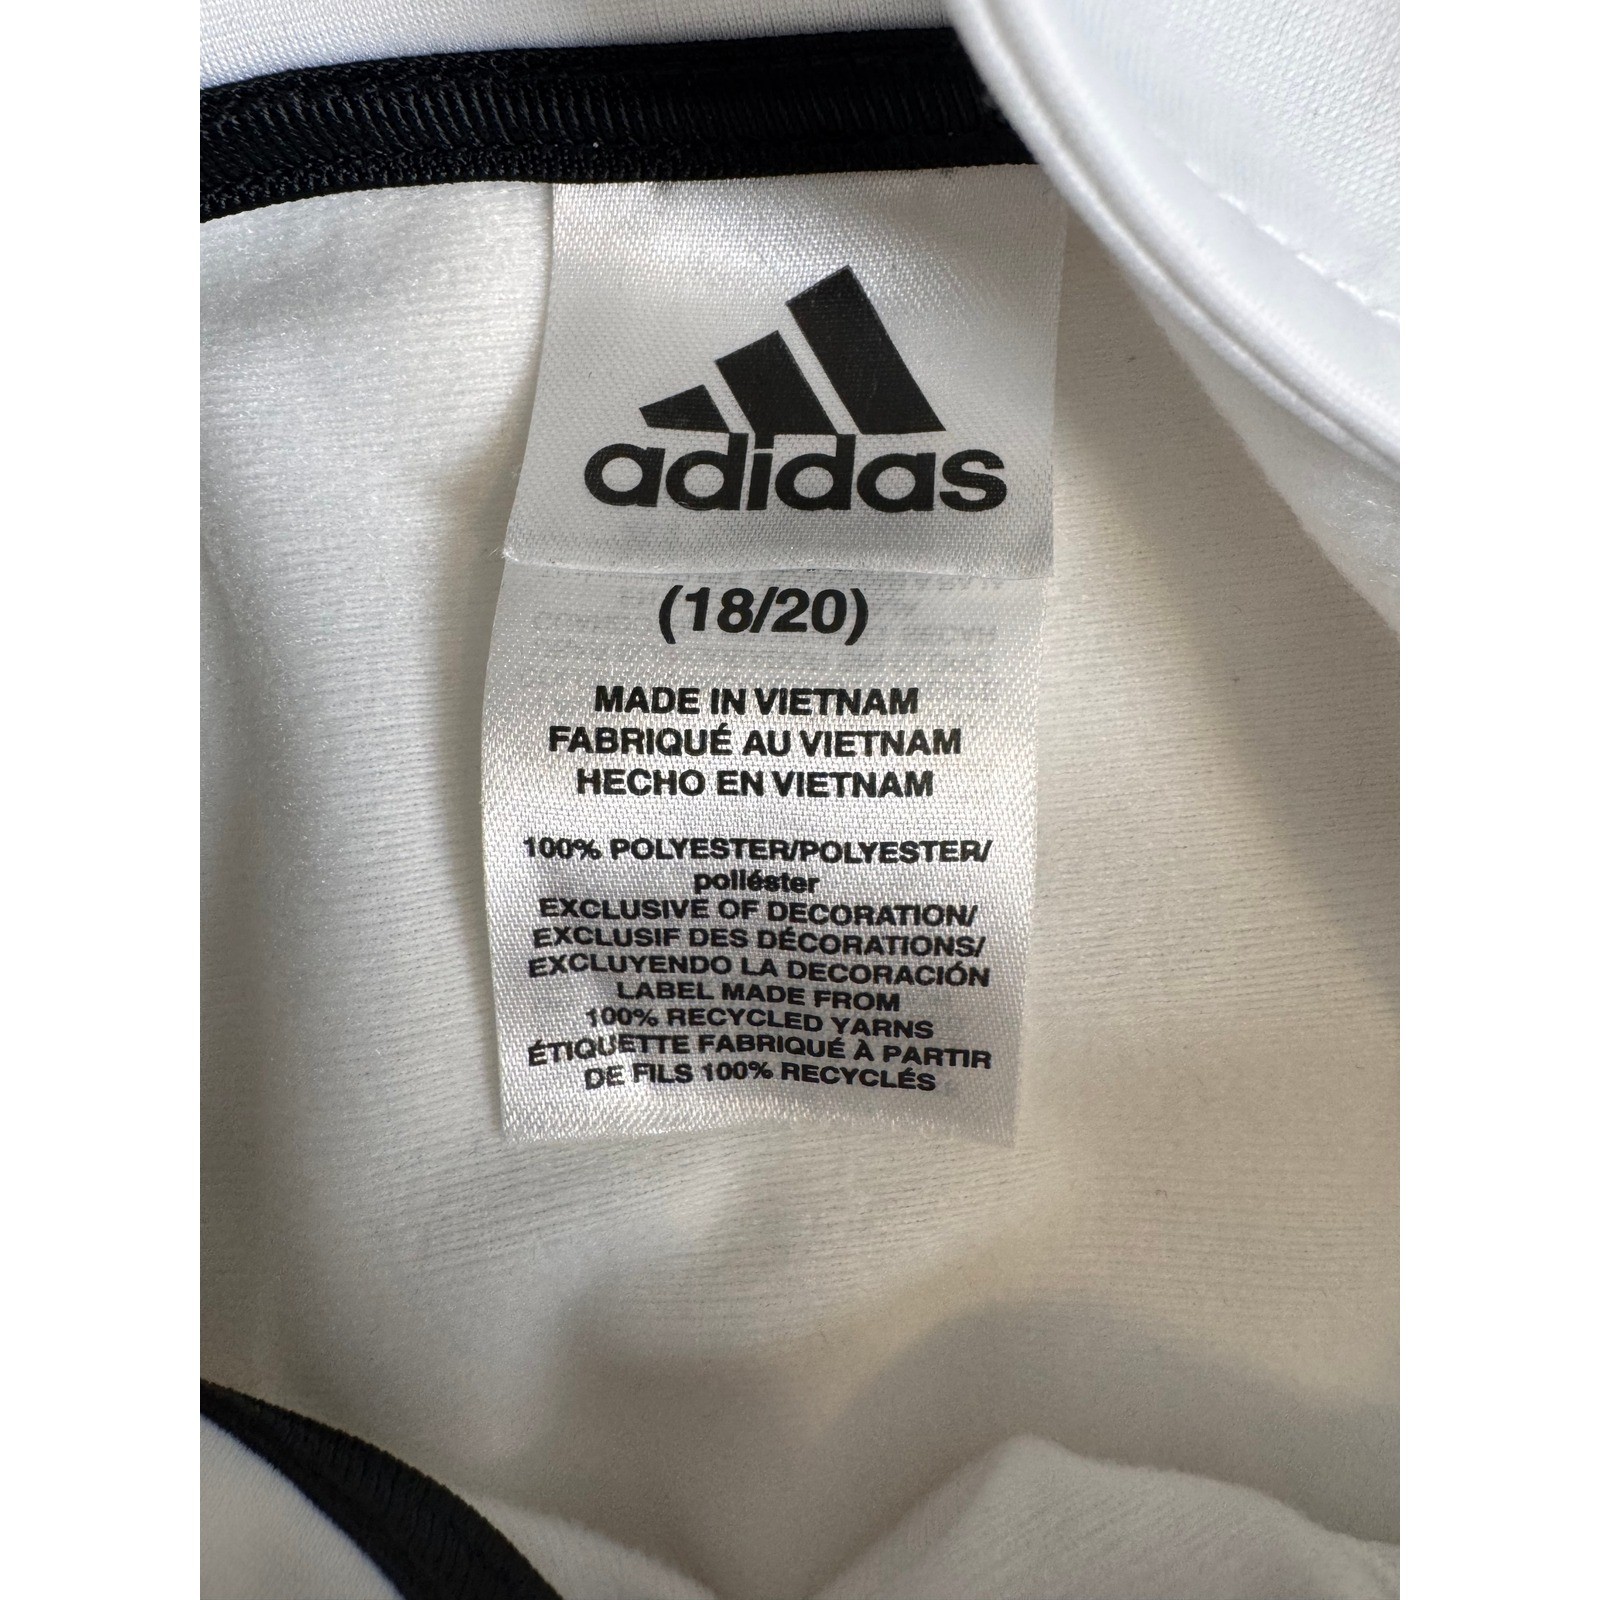 adidas
(18/20)
MADE IN VIETNAM
FABRIQUÉ AU VIETNAM
HECHO EN VIETNAM
100% POLYESTER/POLYESTER/
poliéster
EXCLUSIVE OF DECORATION/
EXCLUSIF DES DÉCORATIONS/
EXCLUYENDO LA DECORACIÓN
LABEL MADE FROM
100% RECYCLED YARNS
ÉTIQUETTE FABRIQUÉ À PARTIR
DE FILS 100% RECYCLÉS